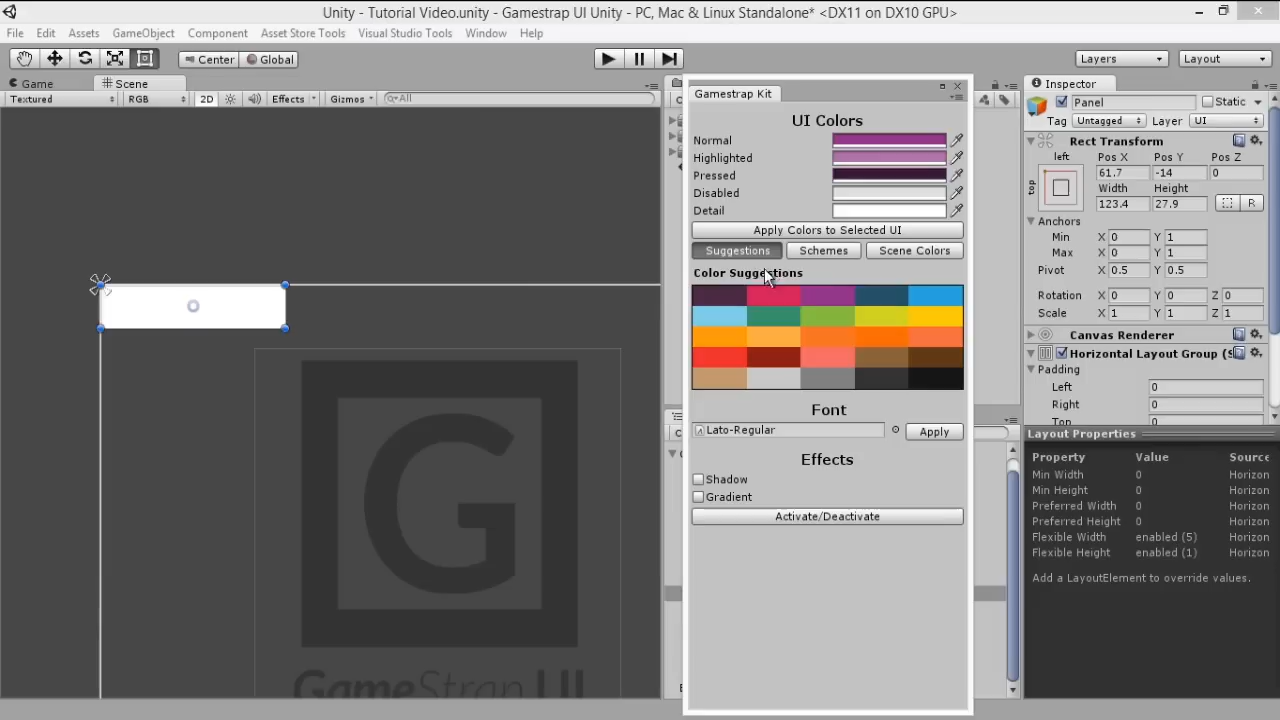 Unity - Tutorial Video.unity - Gamestrap UI Unity - PC, Mac & Linux Standalone* <DX11 on DX10 GPU>
File Edit Assets GameObject Component Asset Store Tools Visual Studio Tools Window Help
Center Global Layers Layout
Game Scene
Textured RGB 2D Effects Gizmos All
Gamestrap Kit
UI Colors
Normal
Highlighted
Pressed
Disabled
Detail
Apply Colors to Selected UI
Suggestions Schemes Scene Colors
Color Suggestions
Font
Lato-Regular Apply
Effects
Shadow
Gradient
Activate/Deactivate
G
GameStrap UI
Inspector
Panel Static
Tag Untagged Layer UI
Rect Transform
left Pos X Pos Y Pos Z
top 61.7 -14 0
Width Height
123.4 27.9 R
Anchors
Min X 0 Y 1
Max X 0 Y 1
Pivot X 0.5 Y 0.5
Rotation X 0 Y 0 Z 0
Scale X 1 Y 1 Z 1
Canvas Renderer
Horizontal Layout Group (S
Padding
Left 0
Right 0
Top 0
Layout Properties
Property Value Source
Min Width 0 Horizon
Min Height 0 Horizon
Preferred Width 0 Horizon
Preferred Height 0 Horizon
Flexible Width enabled (5) Horizon
Flexible Height enabled (1) Horizon
Add a LayoutElement to override values.